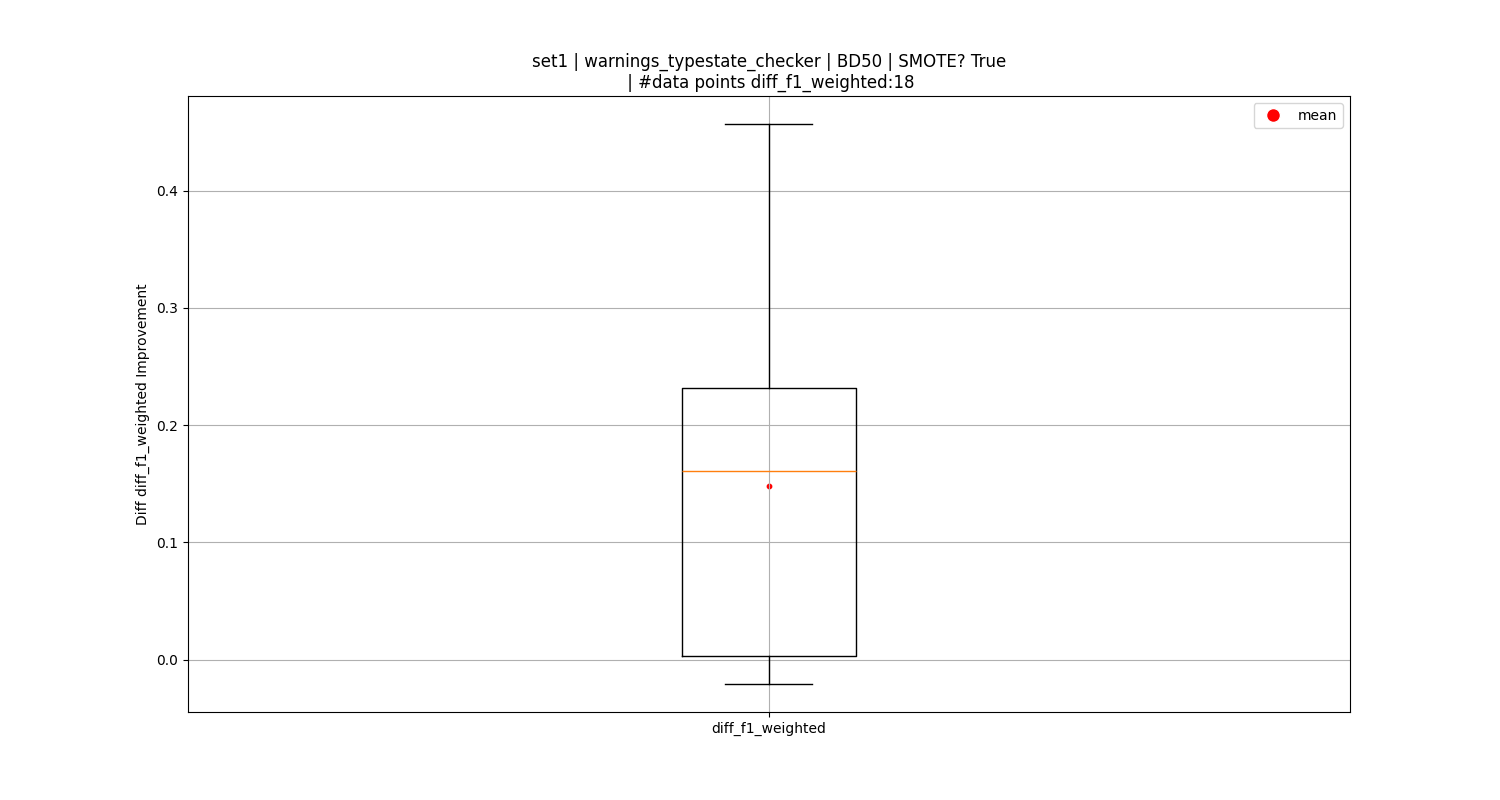 set1 | warnings_typestate_checker | BD50 | SMOTE? True
| #data points diff_f1_weighted:18
mean
0.4
0.3
0.2
0.1
0.0
Diff diff_f1_weighted Improvement
diff_f1_weighted